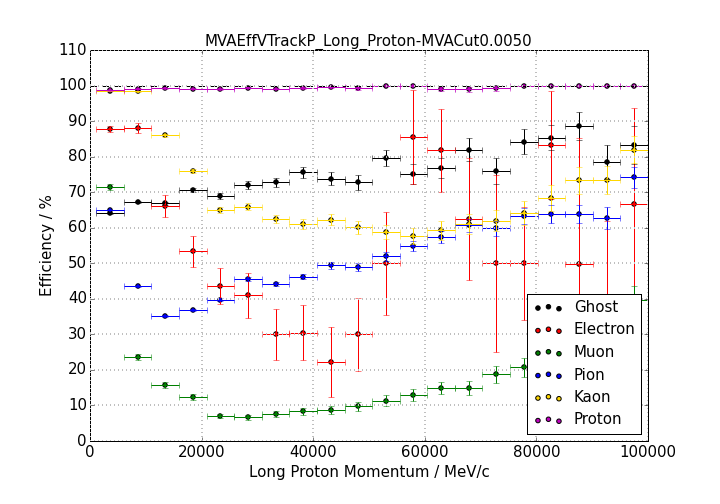 MVAEffVTrackP_Long_Proton-MVACut0.0050
110
100
90
80
70
60
50
40
30
20
10
0
Efficiency / %
0 20000 40000 60000 80000 100000
Long Proton Momentum / MeV/c
Ghost
Electron
Muon
Pion
Kaon
Proton